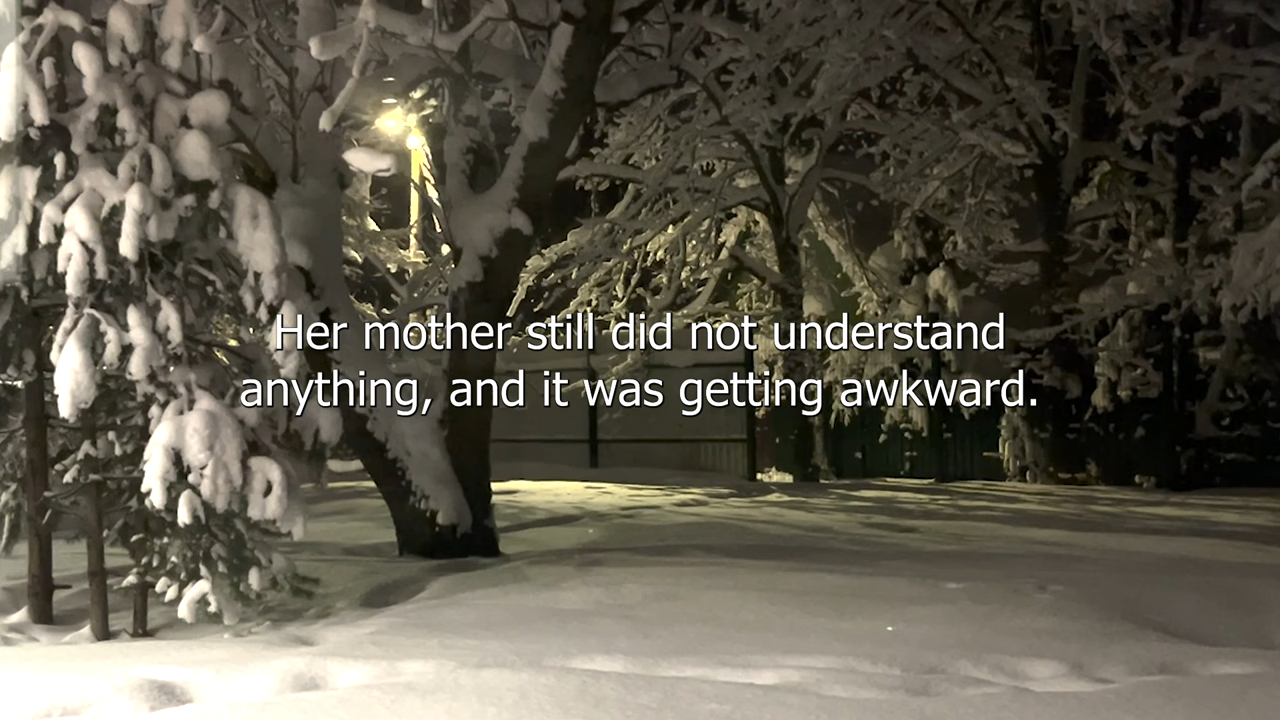 Her mother still did not understand
anything, and it was getting awkward.